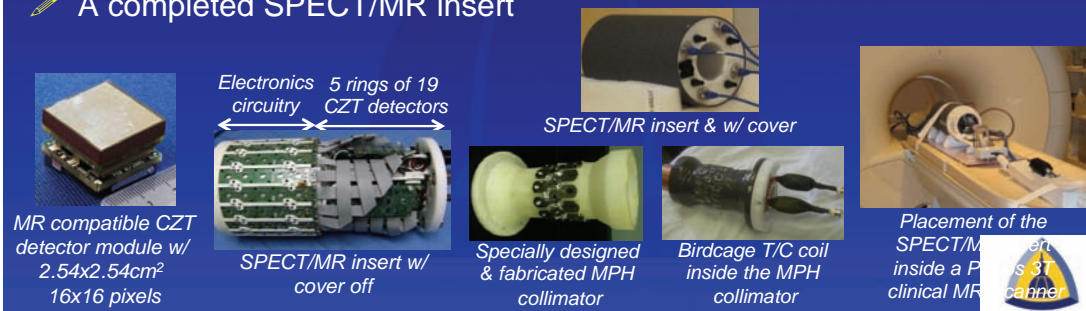 A completed SPECT/MR insert
Electronics
circuitry
5 rings of 19
CZT detectors
SPECT/MR insert & w/ cover
MR compatible CZT
detector module w/
2.54x2.54cm²
16x16 pixels
SPECT/MR insert w/
cover off
Specially designed
& fabricated MPH
collimator
Birdcage T/C coil
inside the MPH
collimator
Placement of the
inside a 3T
clinical